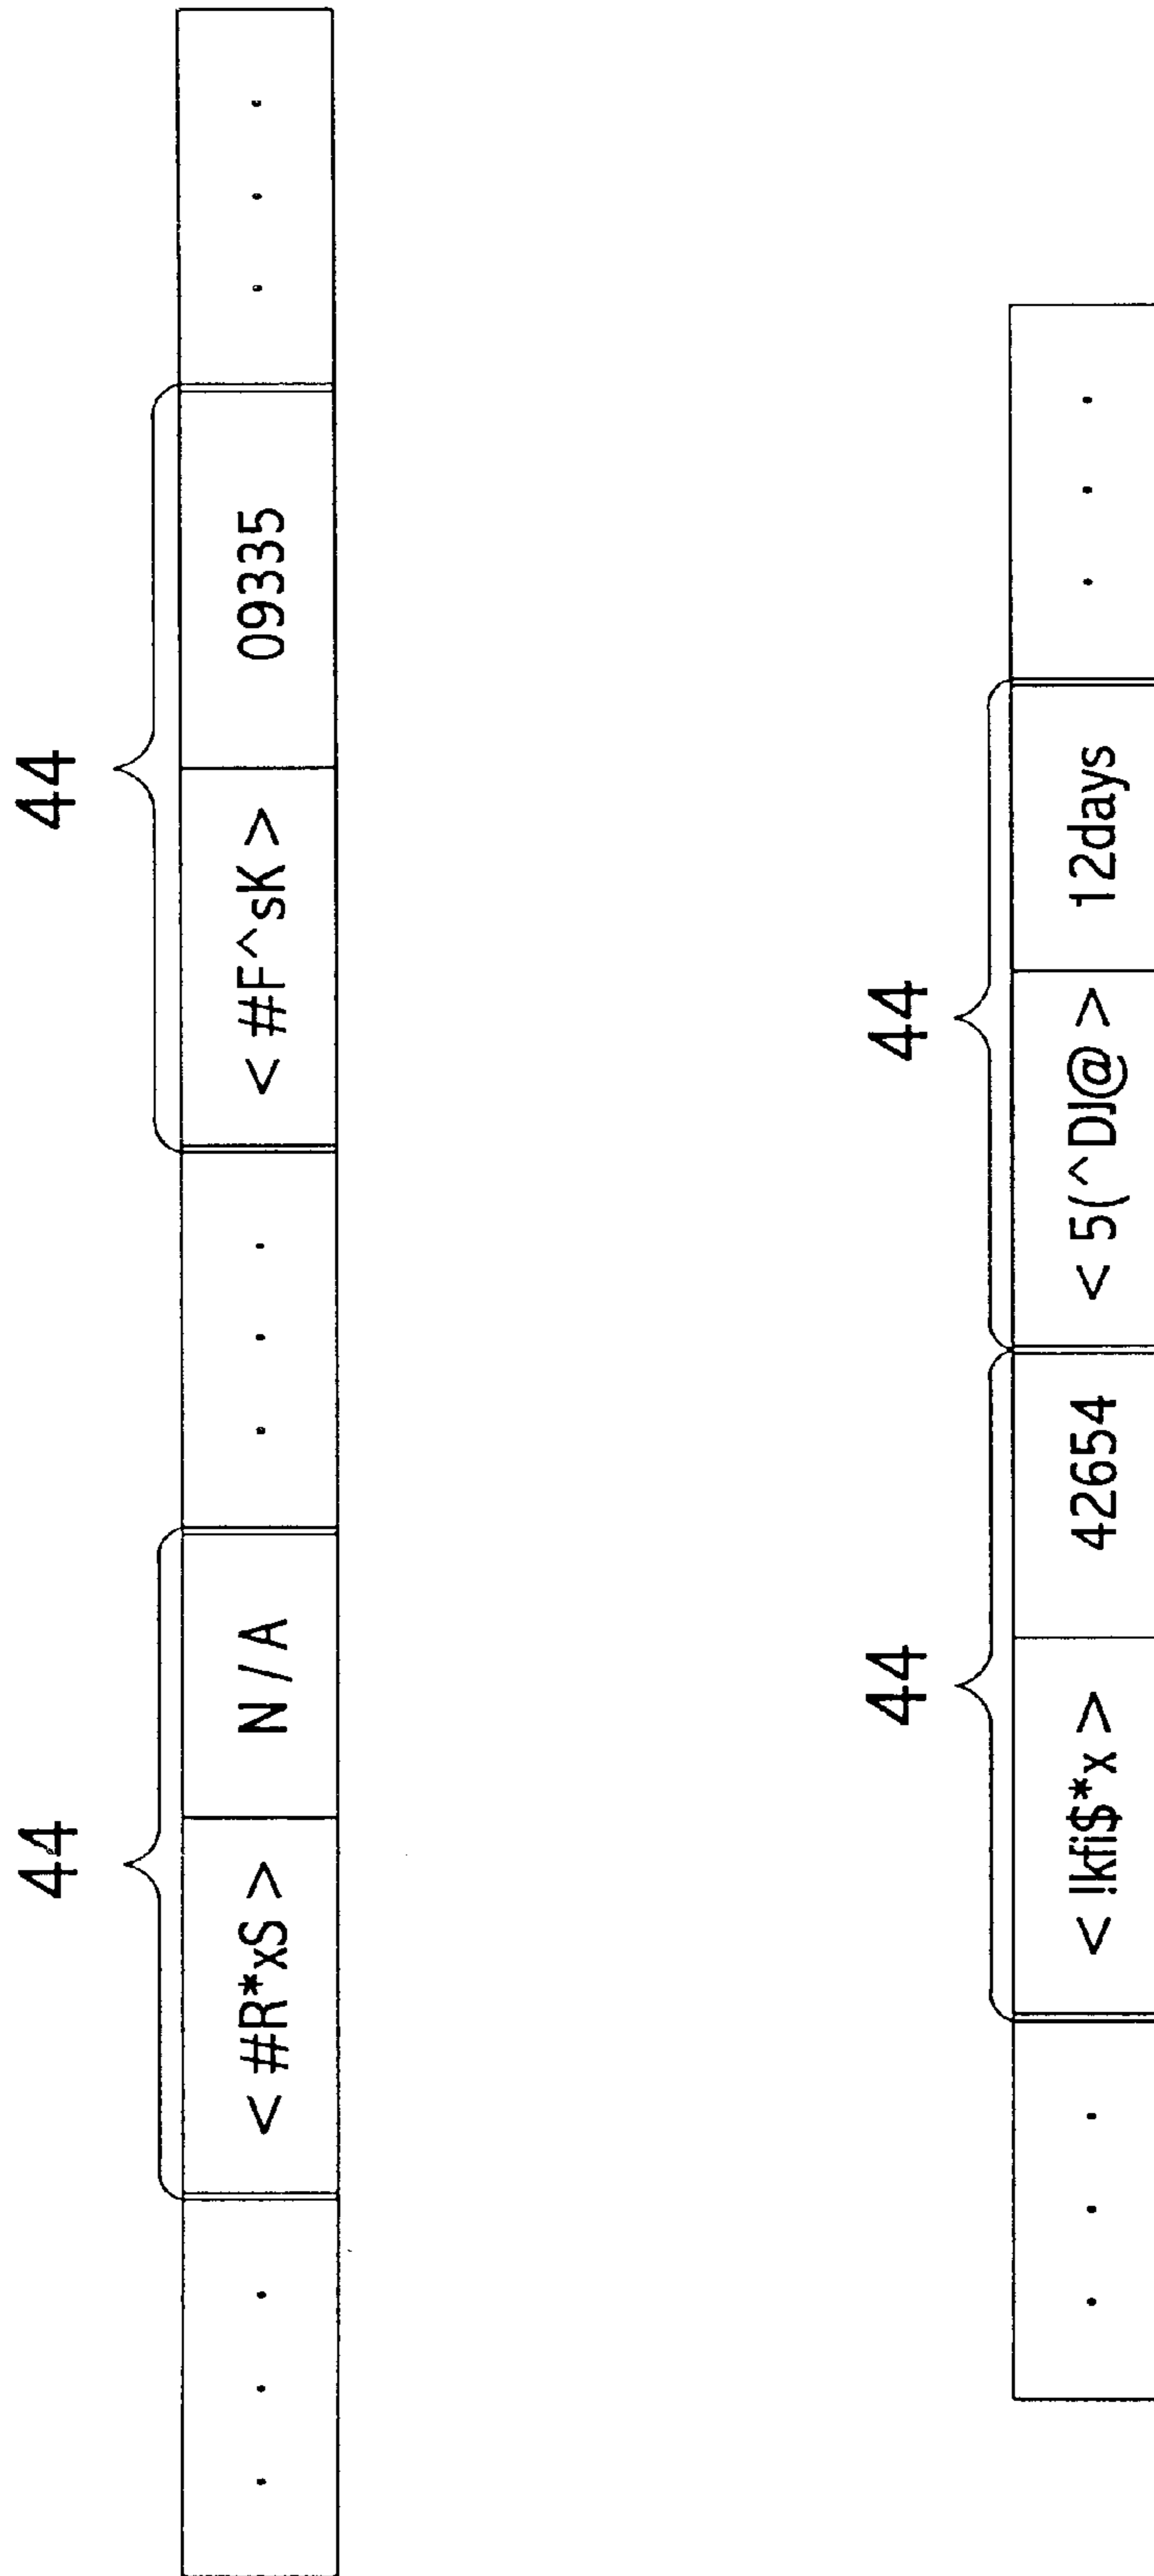 44 44
. . . < #R*xS > N / A . . . < #F^sK > 09335 . . .
44 44
. . . < !kfi$*x > 42654 < 5(^DJ@ > 12days . . .